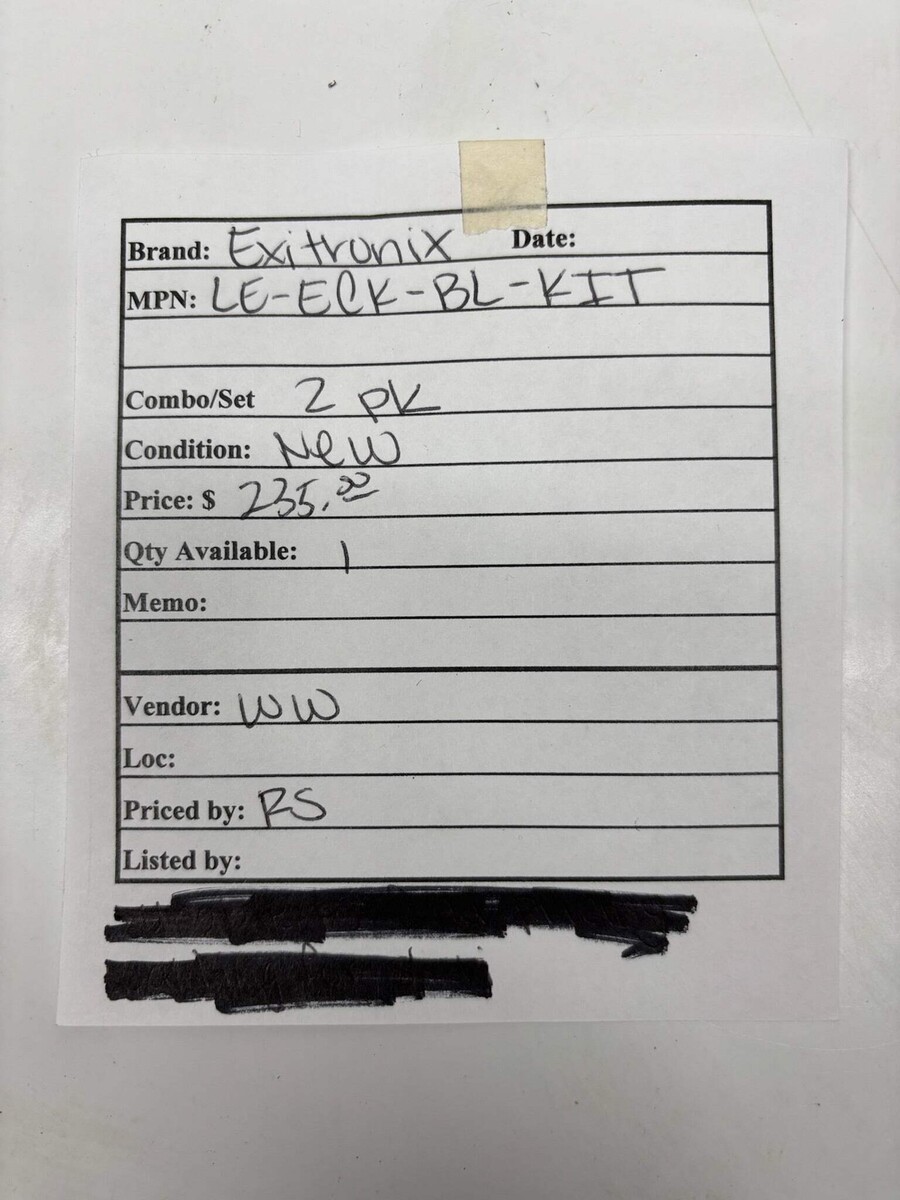 Brand: Exitronix Date:
MPN: LE-ECK-BL-KIT
Combo/Set 2 pk
Condition: New
Price: $ 235.00
Qty Available: 1
Memo:
Vendor: WW
Loc:
Priced by: RS
Listed by: